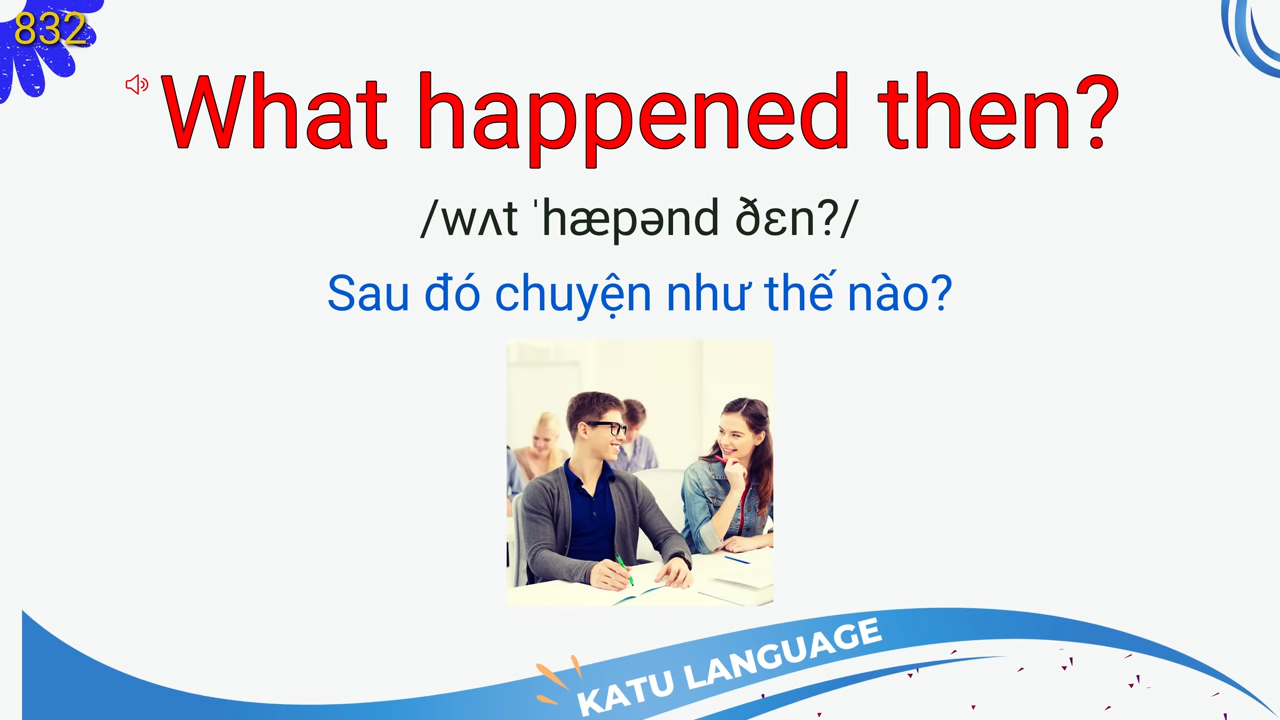 832
What happened then?
/wʌt ˈhæpənd ðɛn?/
Sau đó chuyện như thế nào?
KATU LANGUAGE